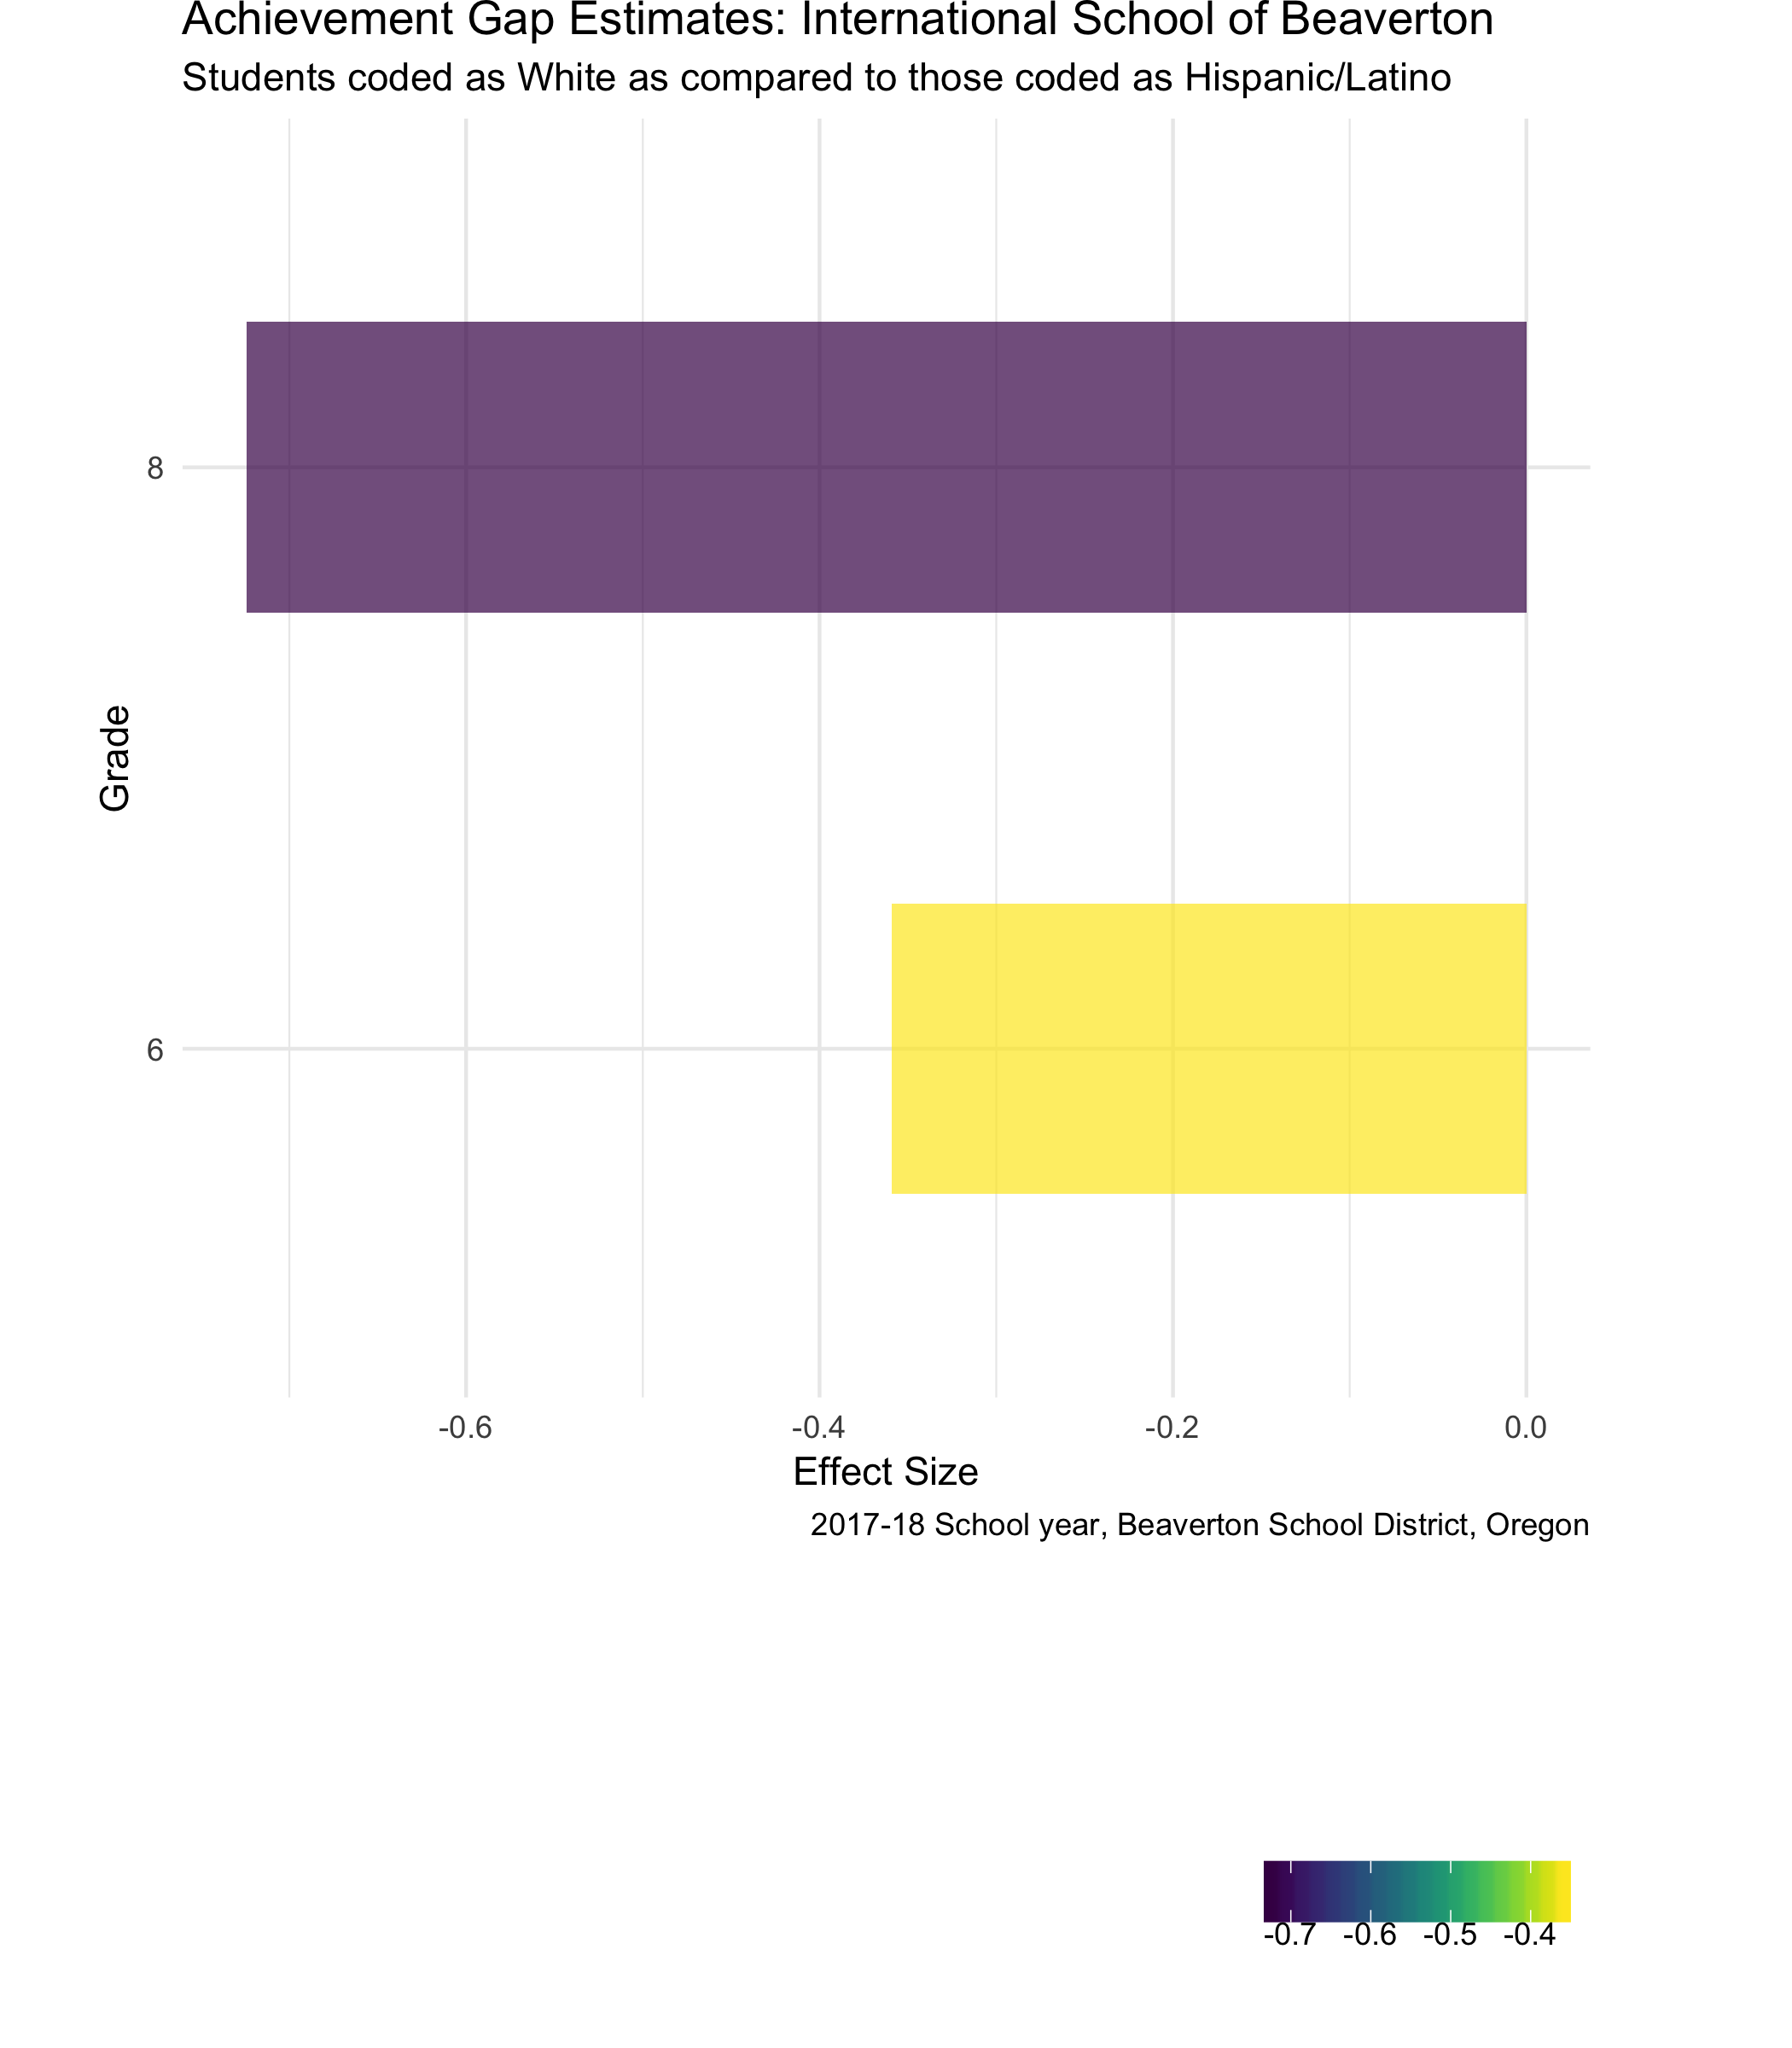 Achievement Gap Estimates: International School of Beaverton
Students coded as White as compared to those coded as Hispanic/Latino
8
Grade
6
-0.6 -0.4 -0.2 0.0
Effect Size
2017-18 School year, Beaverton School District, Oregon
-0.7 -0.6 -0.5 -0.4